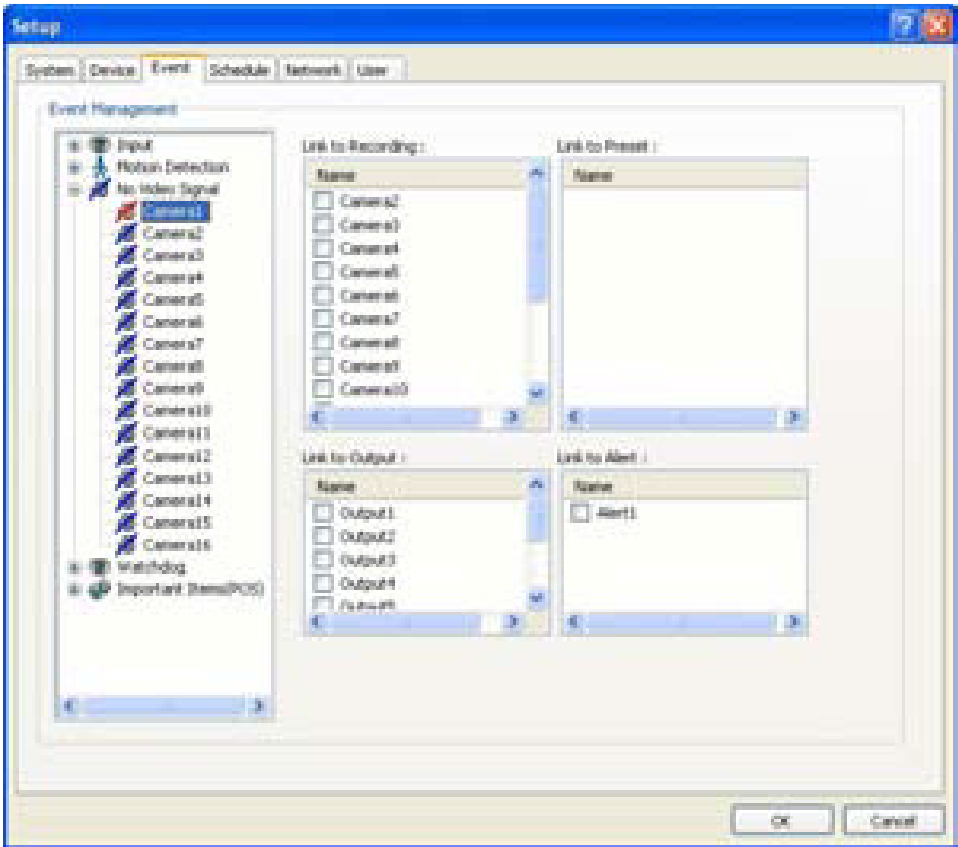 Setup
System Device Event Schedule Network User
Event Management
Input
Motion Detection
No Video Signal
Camera1
Camera2
Camera3
Camera4
Camera5
Camera6
Camera7
Camera8
Camera9
Camera10
Camera11
Camera12
Camera13
Camera14
Camera15
Camera16
Watchdog
Important Items(POS)
Link to Recording :
Name
Camera2
Camera3
Camera4
Camera5
Camera6
Camera7
Camera8
Camera9
Camera10
Link to Preset :
Name
Link to Output :
Name
Output1
Output2
Output3
Output4
Output5
Link to Alert :
Name
Alert1
OK Cancel